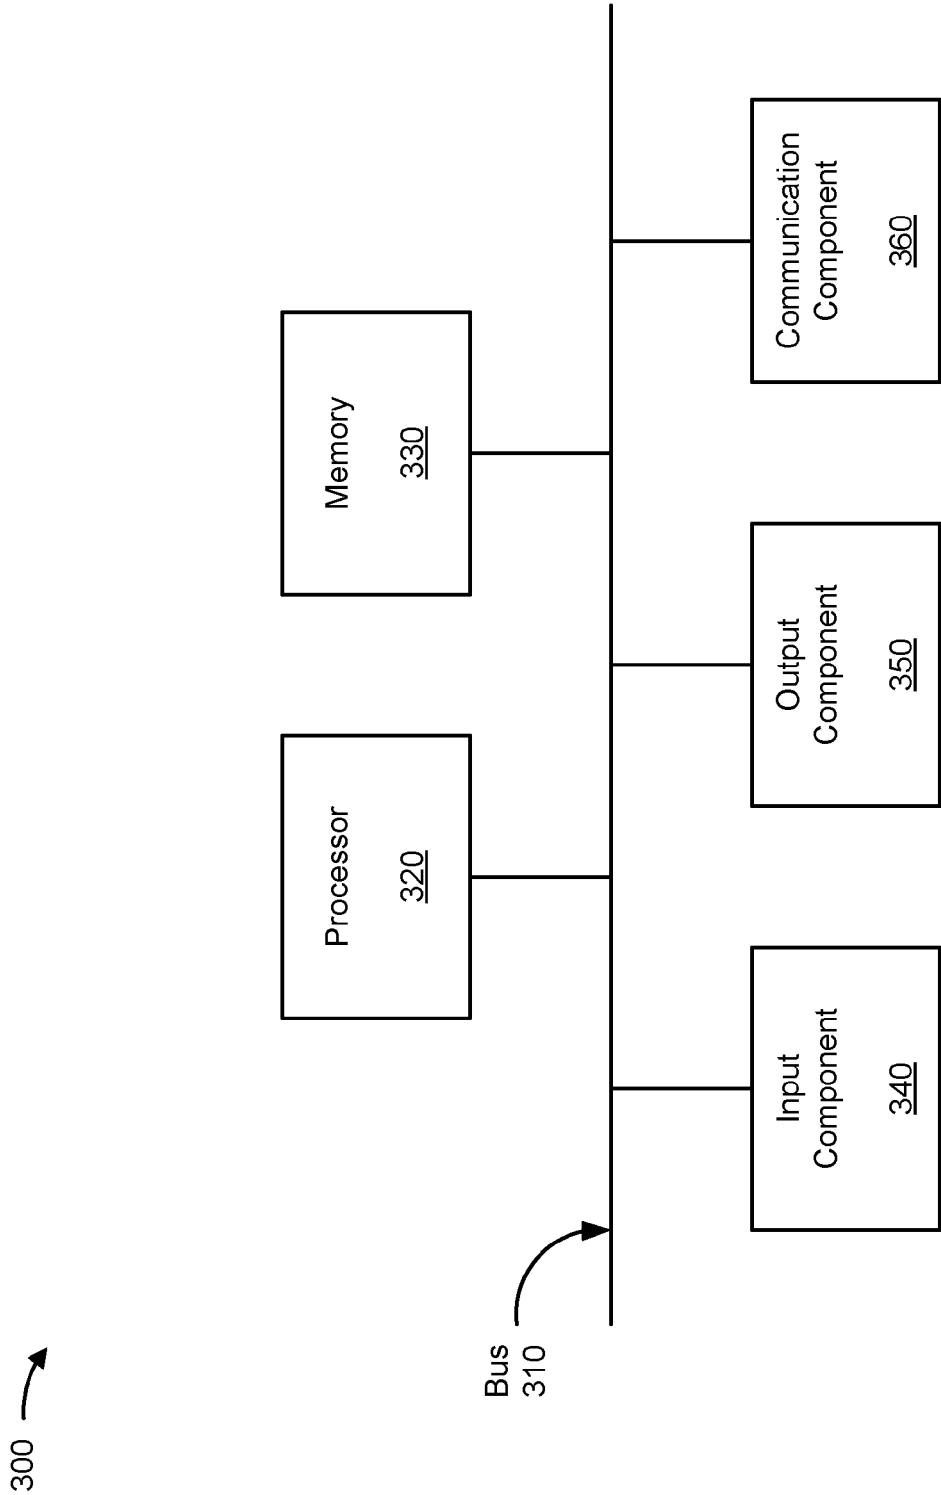 300
Processor
320
Memory
330
Bus
310
Input
Component
340
Output
Component
350
Communication
Component
360